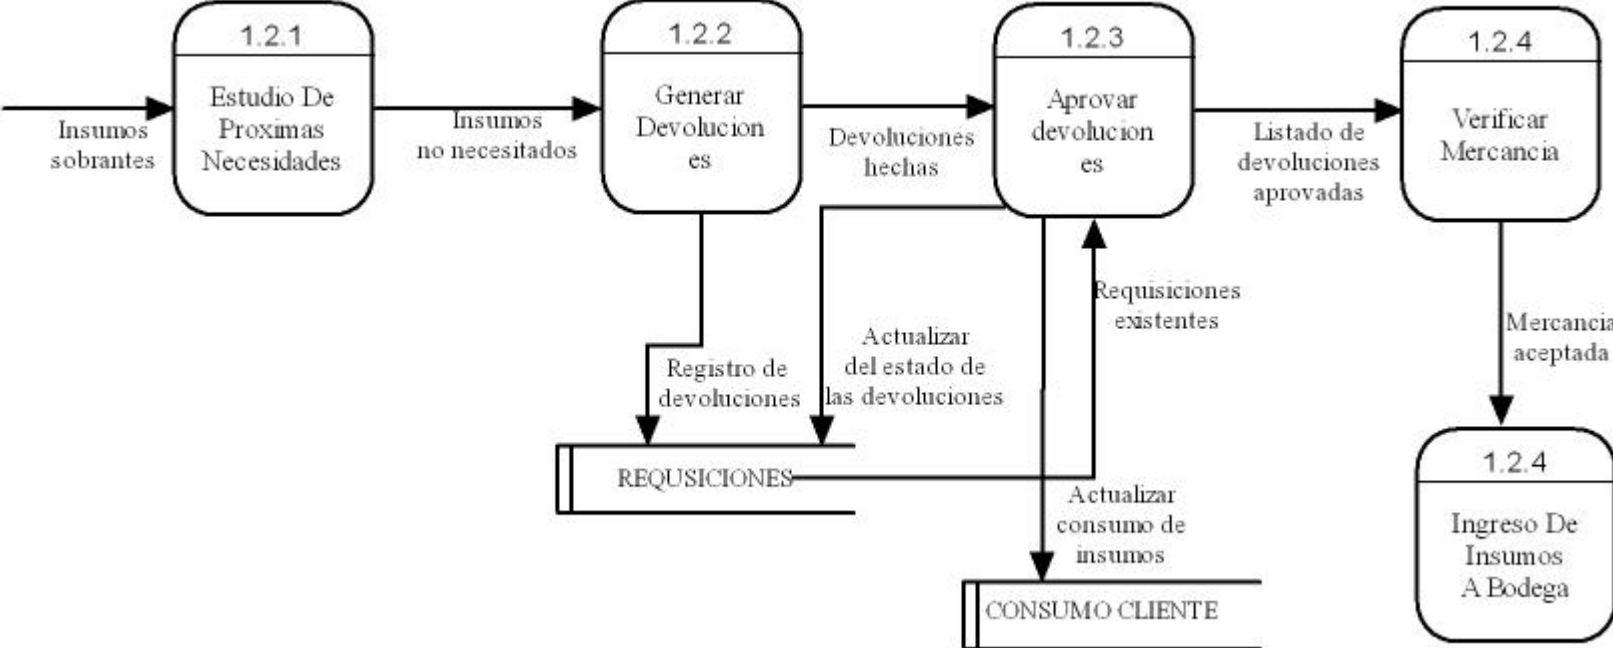 1.2.1
Estudio De
Proximas
Necesidades
1.2.2
Generar
Devolucion
es
1.2.3
Aprovar
devolucion
es
1.2.4
Verificar
Mercancia
Insumos
sobrantes
Insumos
no necesitados
Devoluciones
hechas
Listado de
devoluciones
aprovadas
Registro de
devoluciones
Actualizar
del estado de
las devoluciones
Requisiciones
existentes
Mercancia
aceptada
REQUSICIONES
Actualizar
consumo de
insumos
CONSUMO CLIENTE
1.2.4
Ingreso De
Insumos
A Bodega